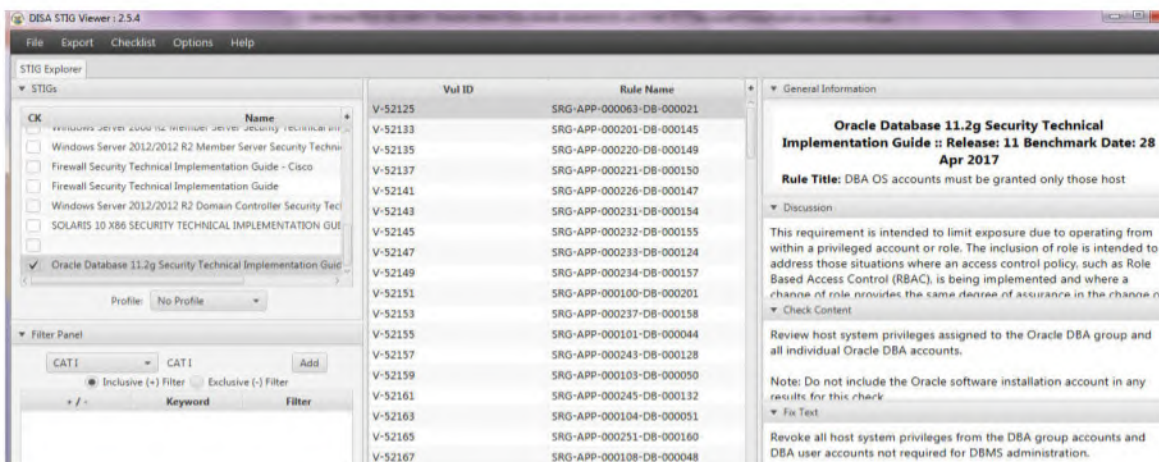 DISA STIG Viewer : 2.5.4
File Export Checklist Options Help
STIG Explorer
STIGs
CK Name
Windows Server 2012/2012 R2 Member Server Security Techni
Firewall Security Technical Implementation Guide - Cisco
Firewall Security Technical Implementation Guide
Windows Server 2012/2012 R2 Domain Controller Security Tec
SOLARIS 10 X86 SECURITY TECHNICAL IMPLEMENTATION GUI
Oracle Database 11.2g Security Technical Implementation Guid
Profile: No Profile
Filter Panel
CAT I CAT I Add
Inclusive (+) Filter Exclusive (-) Filter
+ / - Keyword Filter
Vul ID Rule Name
V-52125 SRG-APP-000063-DB-000021
V-52133 SRG-APP-000201-DB-000145
V-52135 SRG-APP-000220-DB-000149
V-52137 SRG-APP-000221-DB-000150
V-52141 SRG-APP-000226-DB-000147
V-52143 SRG-APP-000231-DB-000154
V-52145 SRG-APP-000232-DB-000155
V-52147 SRG-APP-000233-DB-000124
V-52149 SRG-APP-000234-DB-000157
V-52151 SRG-APP-000100-DB-000201
V-52153 SRG-APP-000237-DB-000158
V-52155 SRG-APP-000101-DB-000044
V-52157 SRG-APP-000243-DB-000128
V-52159 SRG-APP-000103-DB-000050
V-52161 SRG-APP-000245-DB-000132
V-52163 SRG-APP-000104-DB-000051
V-52165 SRG-APP-000251-DB-000160
V-52167 SRG-APP-000108-DB-000048
General Information
Oracle Database 11.2g Security Technical
Implementation Guide :: Release: 11 Benchmark Date: 28
Apr 2017
Rule Title: DBA OS accounts must be granted only those host
Discussion
This requirement is intended to limit exposure due to operating from
within a privileged account or role. The inclusion of role is intended to
address those situations where an access control policy, such as Role
Based Access Control (RBAC), is being implemented and where a
change of role provides the same degree of assurance in the change o
Check Content
Review host system privileges assigned to the Oracle DBA group and
all individual Oracle DBA accounts.
Note: Do not include the Oracle software installation account in any
results for this check
Fix Text
Revoke all host system privileges from the DBA group accounts and
DBA user accounts not required for DBMS administration.